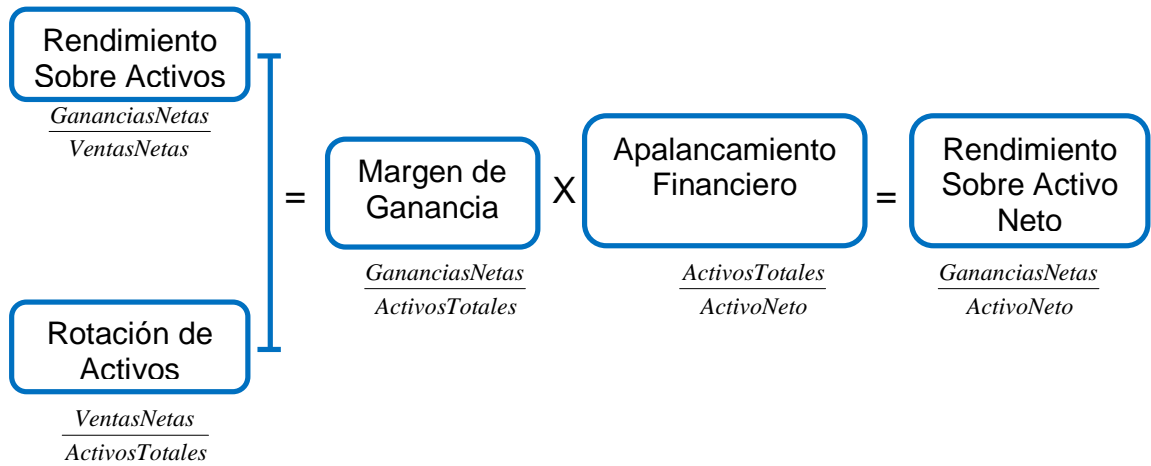 Rendimiento
Sobre Activos
GananciasNetas
VentasNetas
=
Margen de
Ganancia
GananciasNetas
ActivosTotales
X
Apalancamiento
Financiero
ActivosTotales
ActivoNeto
=
Rendimiento
Sobre Activo
Neto
GananciasNetas
ActivoNeto
Rotación de
Activos
VentasNetas
ActivosTotales